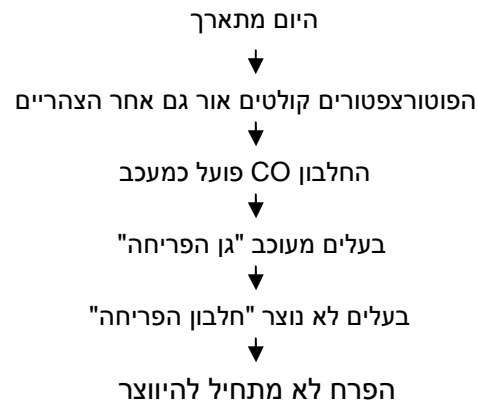 היום מתארך
הפוטורצפטורים קולטים אור גם אחר הצהריים
החלבון CO פועל כמעכב
בעלים מעוכב "גן הפריחה"
בעלים לא נוצר "חלבון הפריחה"
הפרח לא מתחיל להיווצר